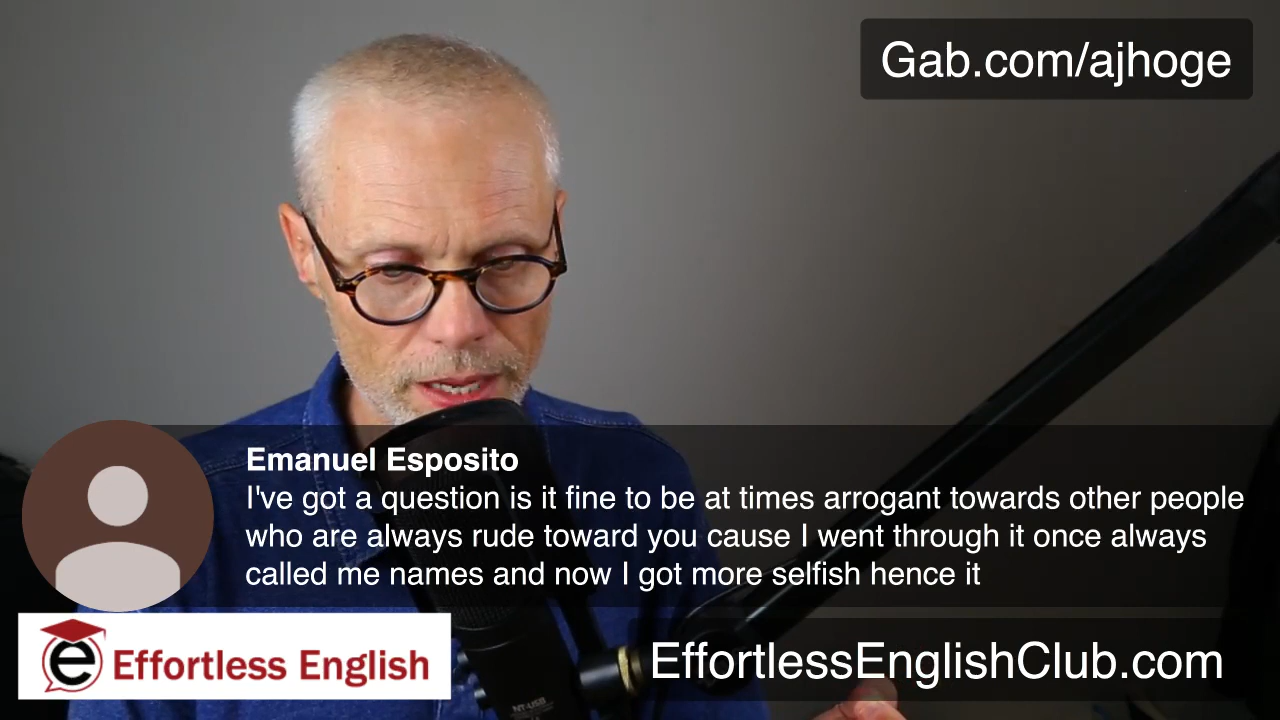 Gab.com/ajhoge
Emanuel Esposito
I've got a question is it fine to be at times arrogant towards other people
who are always rude toward you cause I went through it once always
called me names and now I got more selfish hence it
e Effortless English
EffortlessEnglishClub.com
NT-USB